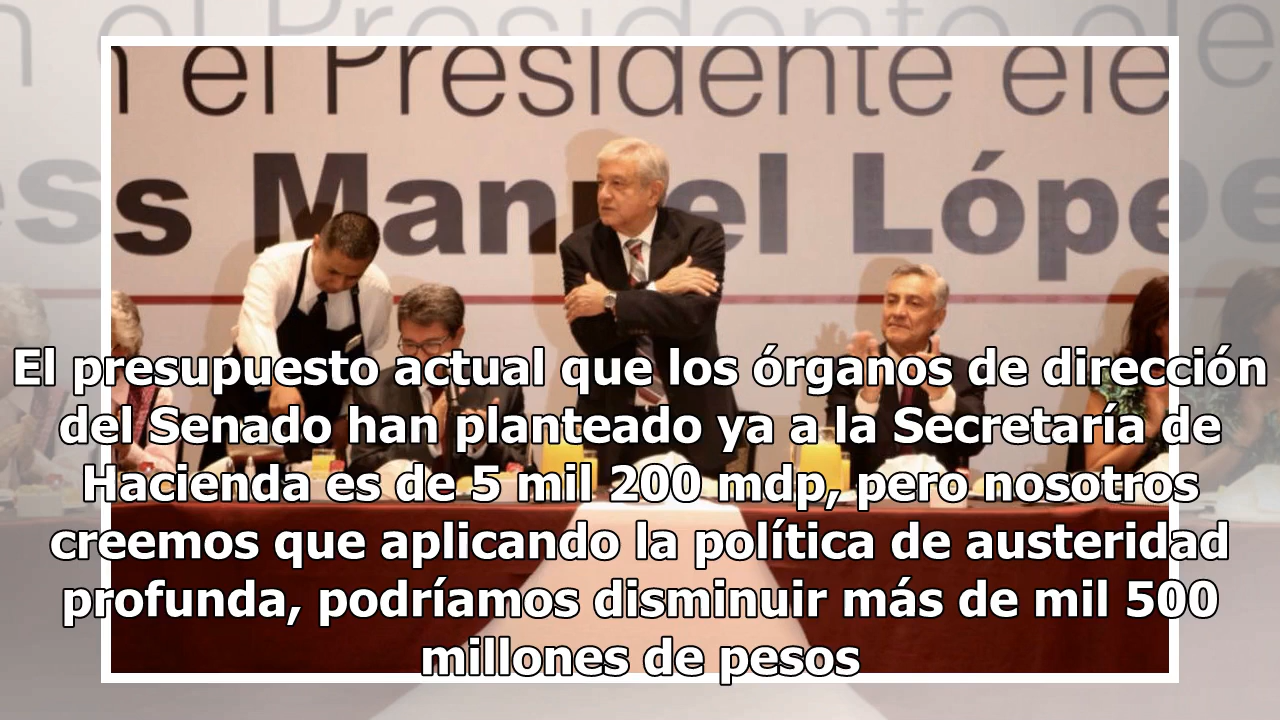 n el Presidente ele
ess Manuel López
El presupuesto actual que los órganos de dirección
del Senado han planteado ya a la Secretaría de
Hacienda es de 5 mil 200 mdp, pero nosotros
creemos que aplicando la política de austeridad
profunda, podríamos disminuir más de mil 500
millones de pesos